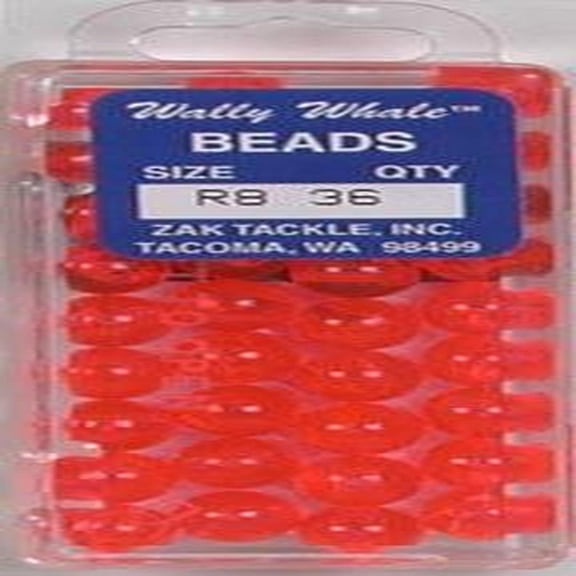 Wally Whale™
BEADS
SIZE QTY
R8 36
ZAK TACKLE, INC.
TACOMA, WA 98499